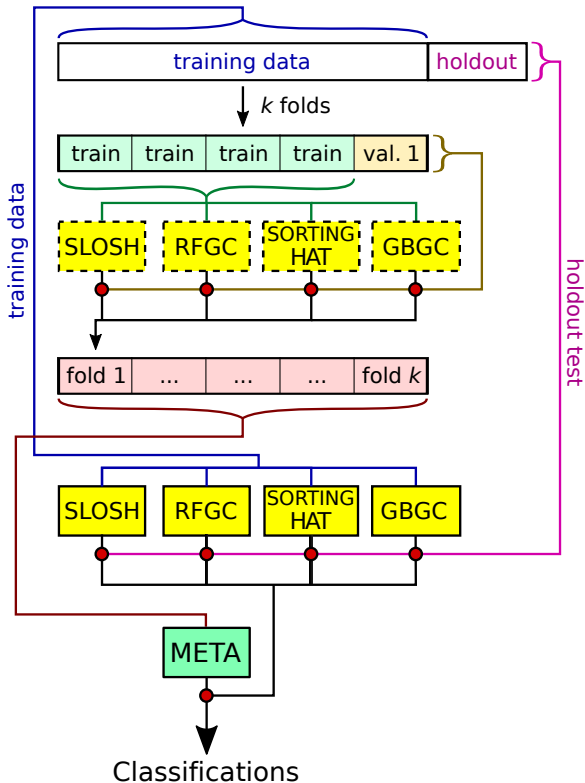 training data
holdout
k folds
train
train
train
train
val. 1
SLOSH
RFGC
SORTING
HAT
GBGC
training data
holdout test
fold 1
...
...
...
fold k
SLOSH
RFGC
SORTING
HAT
GBGC
META
Classifications